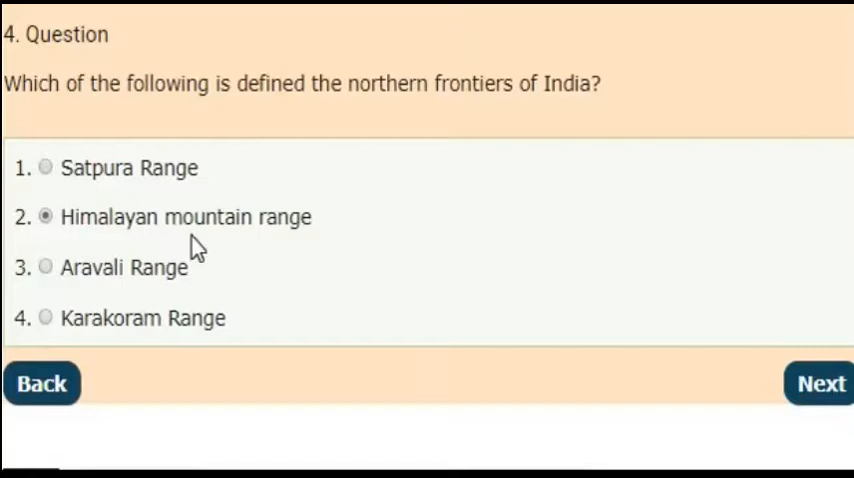 4. Question
Which of the following is defined the northern frontiers of India?
1. Satpura Range
2. Himalayan mountain range
3. Aravali Range
4. Karakoram Range
Back Next